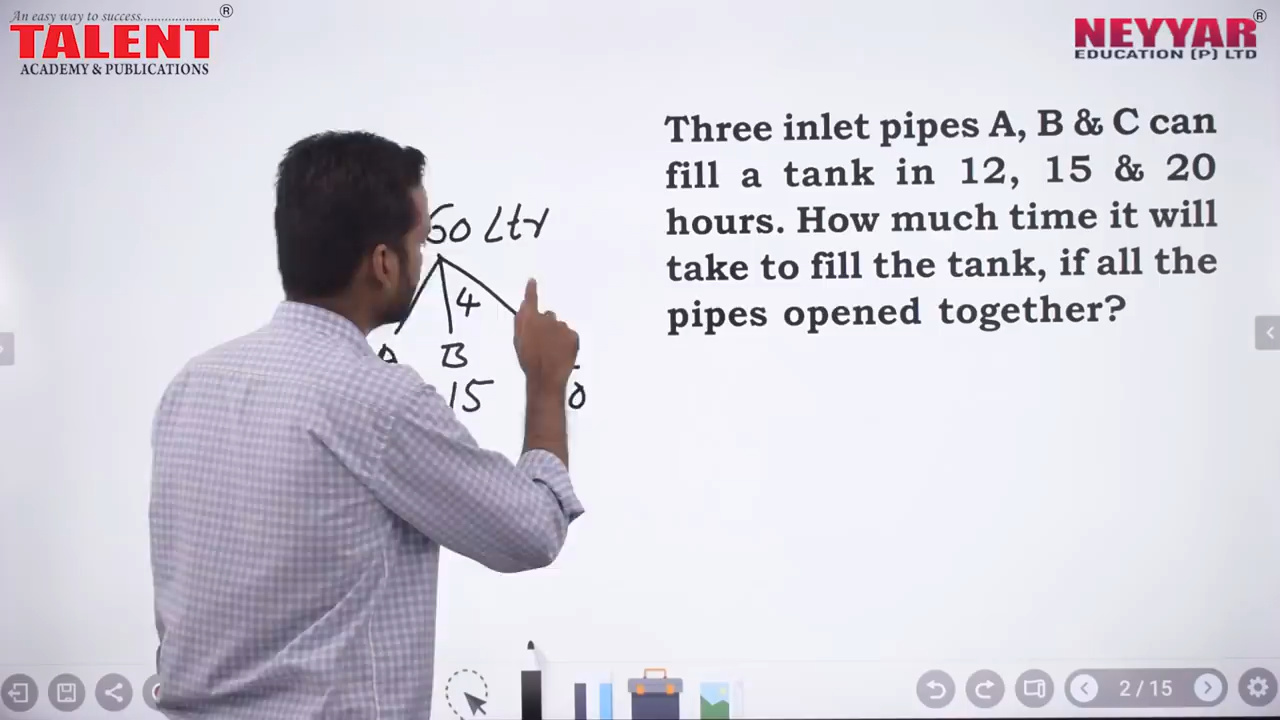 An easy way to success........................
TALENT
ACADEMY & PUBLICATIONS
®
NEYYAR
EDUCATION (P) LTD
®
Three inlet pipes A, B & C can
fill a tank in 12, 15 & 20
hours. How much time it will
take to fill the tank, if all the
pipes opened together?
60 Ltr
4
B
15
0
2 / 15